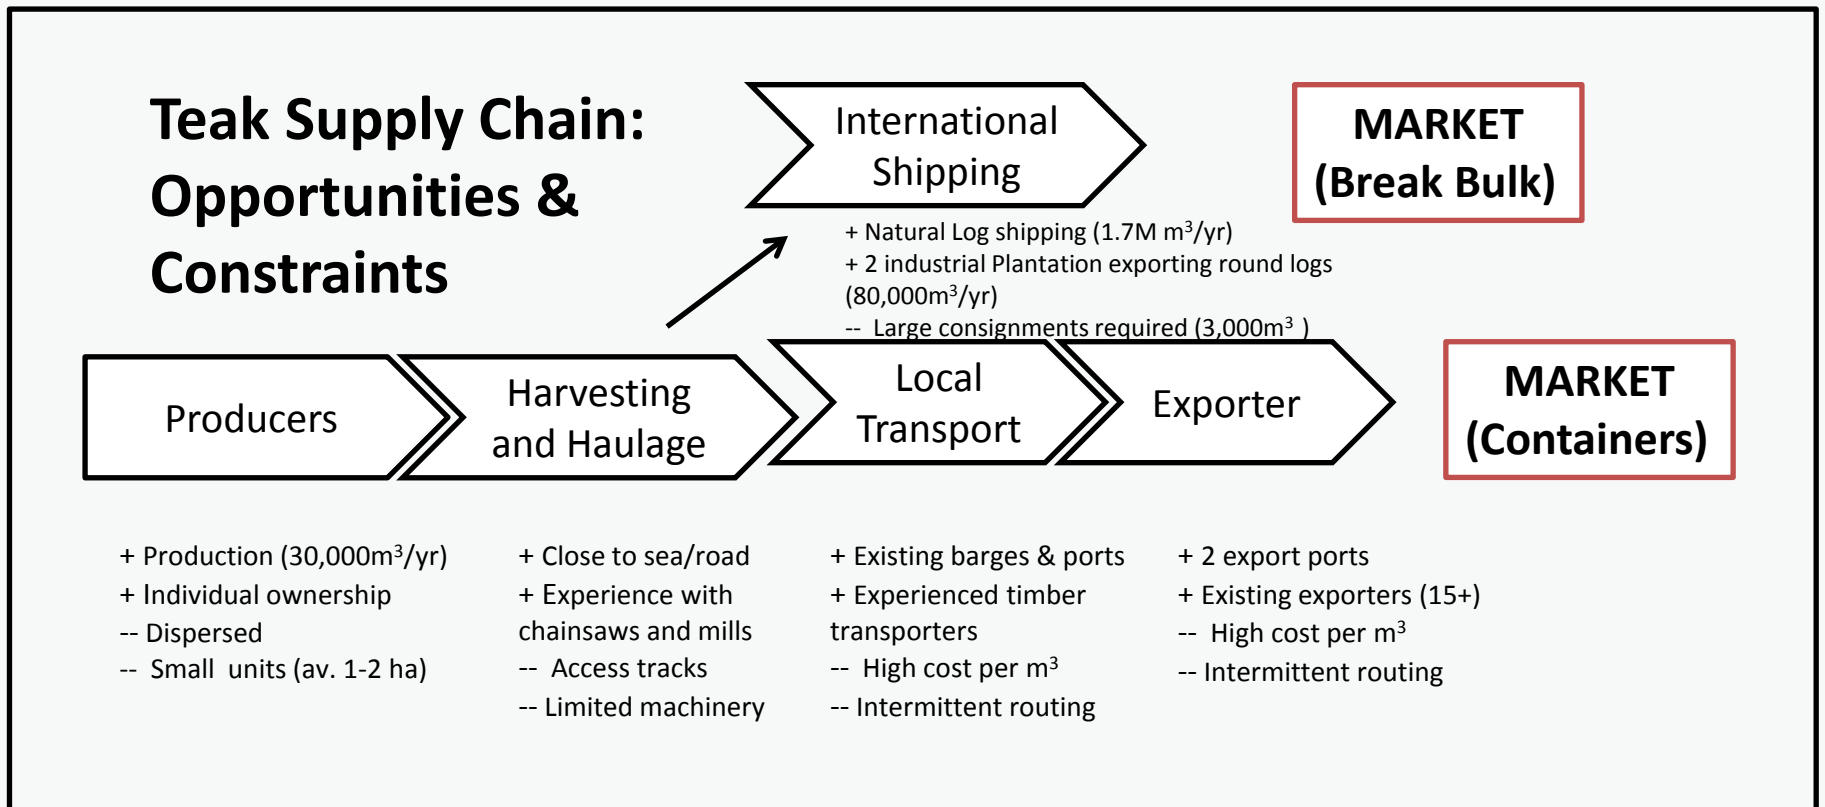 Teak Supply Chain:
Opportunities &
Constraints
International
Shipping
MARKET
(Break Bulk)
+ Natural Log shipping (1.7M m³/yr)
+ 2 industrial Plantation exporting round logs
(80,000m³/yr)
-- Large consignments required (3,000m³ )
Producers
Harvesting
and Haulage
Local
Transport
Exporter
MARKET
(Containers)
+ Production (30,000m³/yr)
+ Individual ownership
-- Dispersed
-- Small units (av. 1-2 ha)
+ Close to sea/road
+ Experience with
chainsaws and mills
-- Access tracks
-- Limited machinery
+ Existing barges & ports
+ Experienced timber
transporters
-- High cost per m³
-- Intermittent routing
+ 2 export ports
+ Existing exporters (15+)
-- High cost per m³
-- Intermittent routing